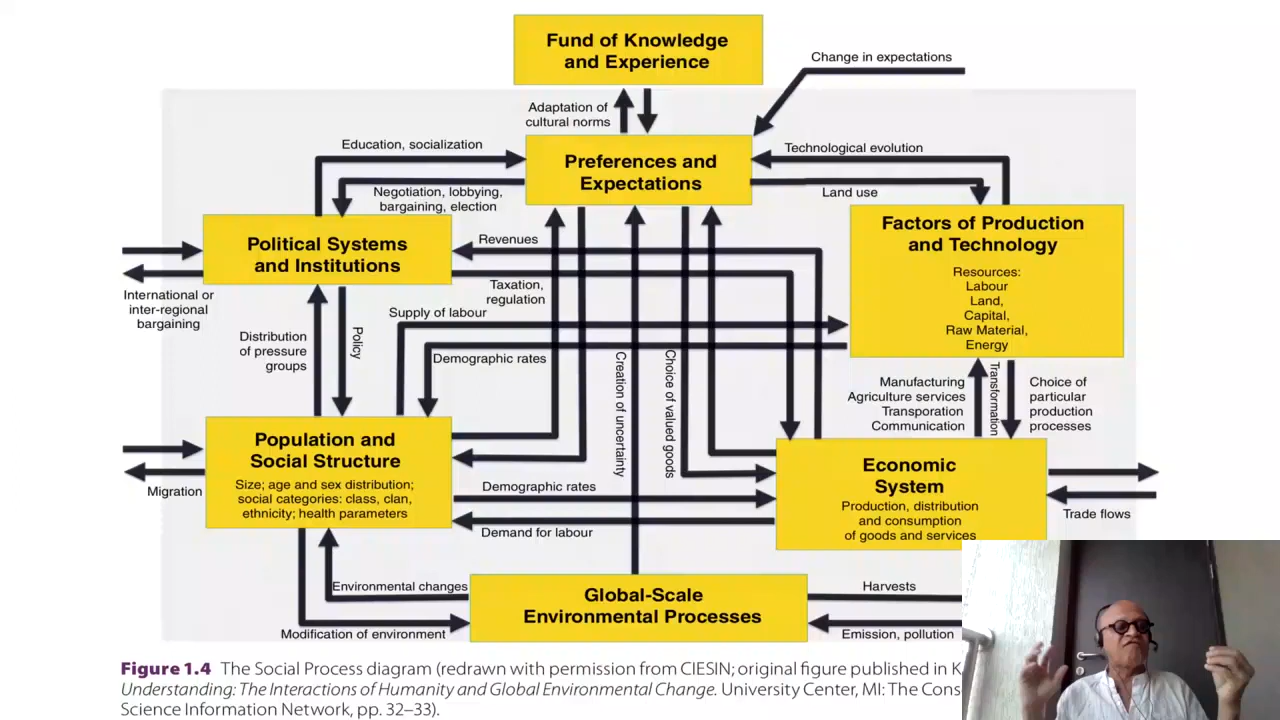 Fund of Knowledge
and Experience
Change in expectations
Adaptation of
cultural norms
Education, socialization
Preferences and
Expectations
Technological evolution
Negotiation, lobbying,
bargaining, election
Land use
Political Systems
and Institutions
Revenues
Factors of Production
and Technology
Resources:
Labour
Land,
Capital,
Raw Material,
Energy
International or
inter-regional
bargaining
Taxation,
regulation
Supply of labour
Distribution
of pressure
groups
Policy
Demographic rates
Creation of uncertainty
Choice of valued goods
Manufacturing
Agriculture services
Transporation
Communication
Transformation
Choice of
particular
production
processes
Population and
Social Structure
Size; age and sex distribution;
social categories: class, clan,
ethnicity; health parameters
Migration
Demographic rates
Demand for labour
Economic
System
Production, distribution
and consumption
of goods and services
Trade flows
Environmental changes
Modification of environment
Global-Scale
Environmental Processes
Harvests
Emission, pollution
Figure 1.4 The Social Process diagram (redrawn with permission from CIESIN; original figure published in K
Understanding: The Interactions of Humanity and Global Environmental Change. University Center, MI: The Cons
Science Information Network, pp. 32–33).